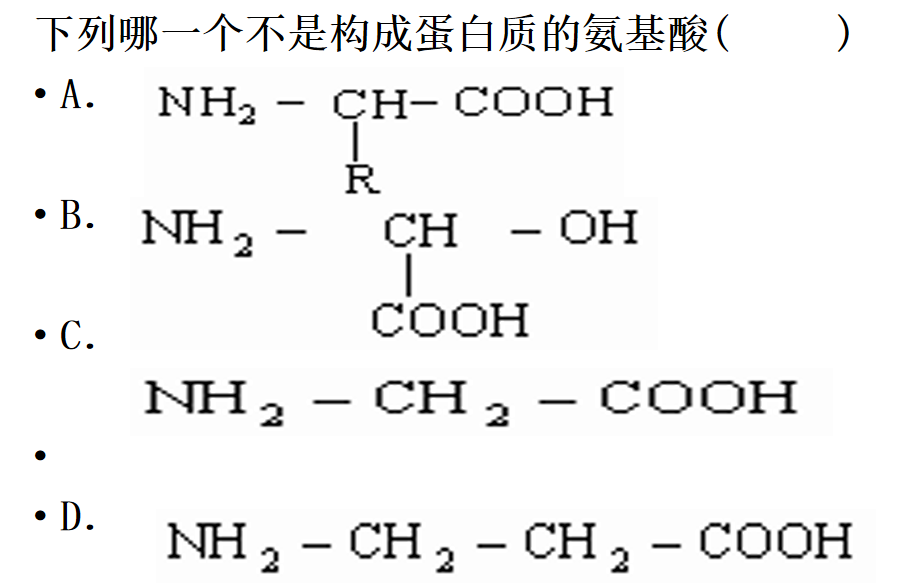 下列哪一个不是构成蛋白质的氨基酸(    )
•A. NH2 – CH– COOH
R
•B. NH2 – CH – OH
COOH
•C.
NH2 – CH2 – COOH
•
•D. NH2 – CH2 – CH2 – COOH